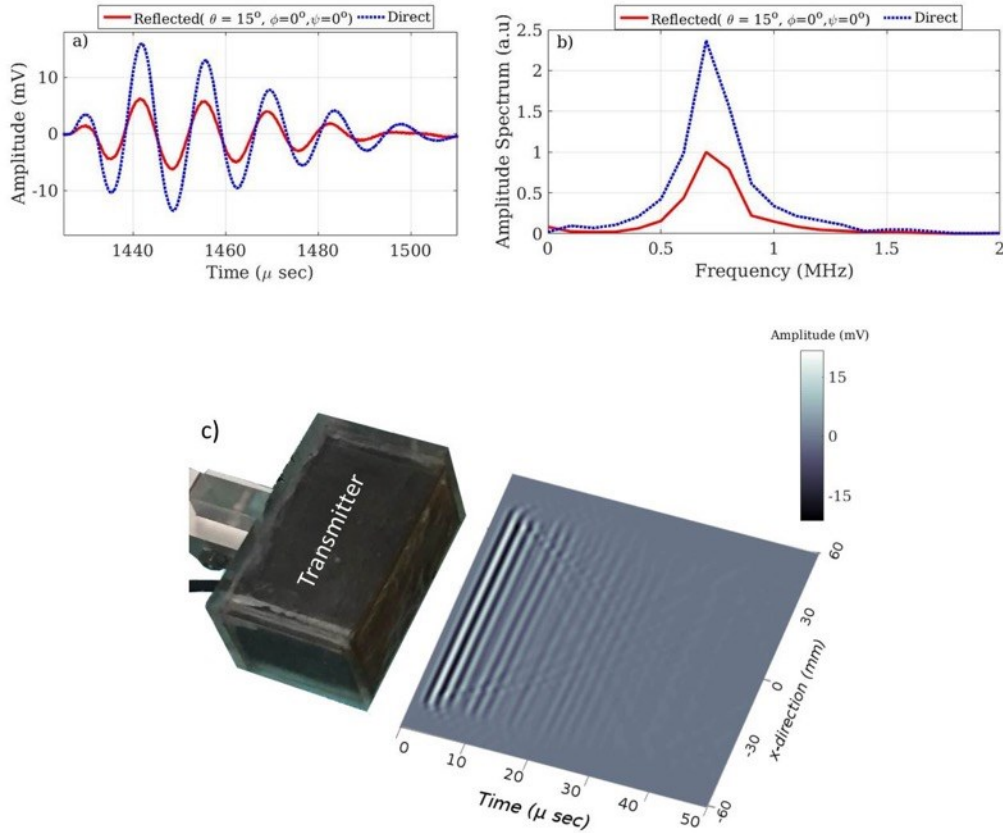 Reflected( θ = 15°, ϕ=0°,ψ=0°) Direct
a)
Amplitude (mV)
10
0
-10
1440 1460 1480 1500
Time (μ sec)
Reflected( θ = 15°, ϕ=0°,ψ=0°) Direct
b)
Amplitude Spectrum (a.u)
2.5
2
1.5
1
0.5
0
0 0.5 1 1.5 2
Frequency (MHz)
Amplitude (mV)
15
0
-15
c)
Transmitter
60
30
0
-30
-60
x-direction (mm)
0 10 20 30 40 50
Time (μ sec)